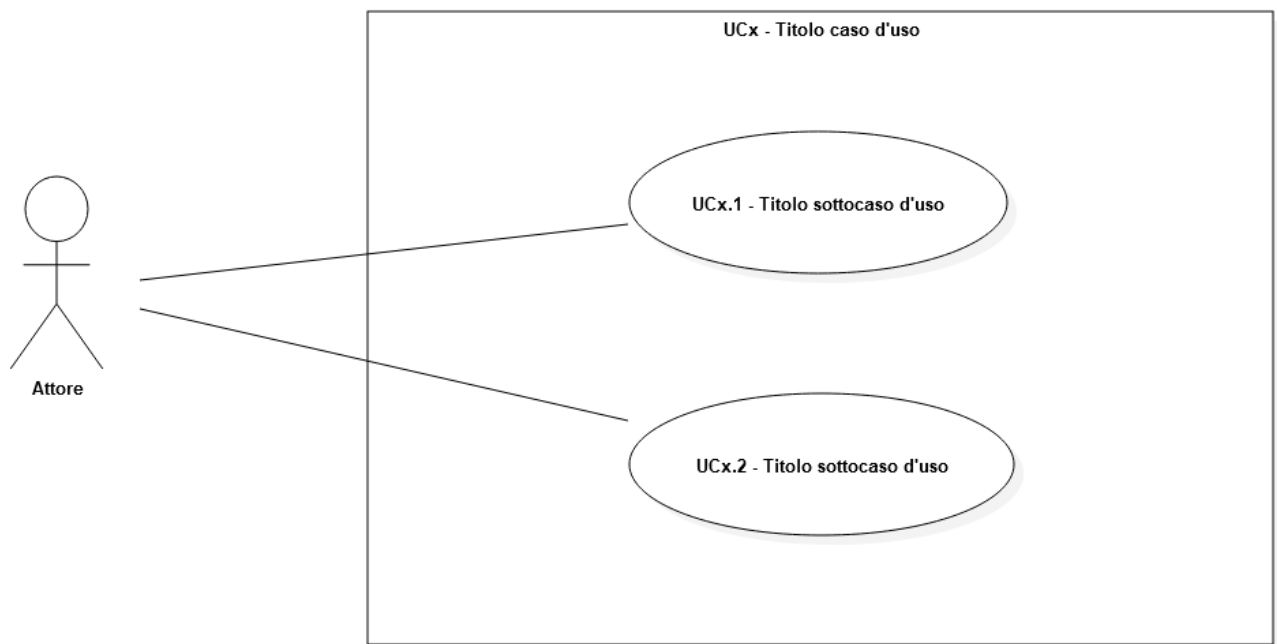 UCx - Titolo caso d'uso
UCx.1 - Titolo sottocaso d'uso
Attore
UCx.2 - Titolo sottocaso d'uso